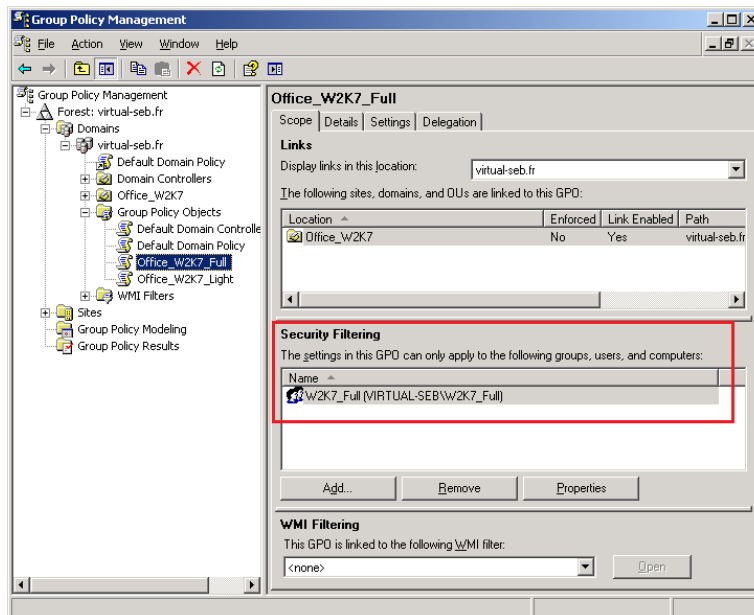 Group Policy Management
File Action View Window Help
Group Policy Management
Forest: virtual-seb.fr
Domains
virtual-seb.fr
Default Domain Policy
Domain Controllers
Office_W2K7
Group Policy Objects
Default Domain Controlle
Default Domain Policy
Office_W2K7_Full
Office_W2K7_Light
WMI Filters
Sites
Group Policy Modeling
Group Policy Results
Office_W2K7_Full
Scope Details Settings Delegation
Links
Display links in this location: virtual-seb.fr
The following sites, domains, and OUs are linked to this GPO:
Location Enforced Link Enabled Path
Office_W2K7 No Yes virtual-seb.fr
Security Filtering
The settings in this GPO can only apply to the following groups, users, and computers:
Name
W2K7_Full (VIRTUAL-SEB\W2K7_Full)
Add... Remove Properties
WMI Filtering
This GPO is linked to the following WMI filter:
<none> Open